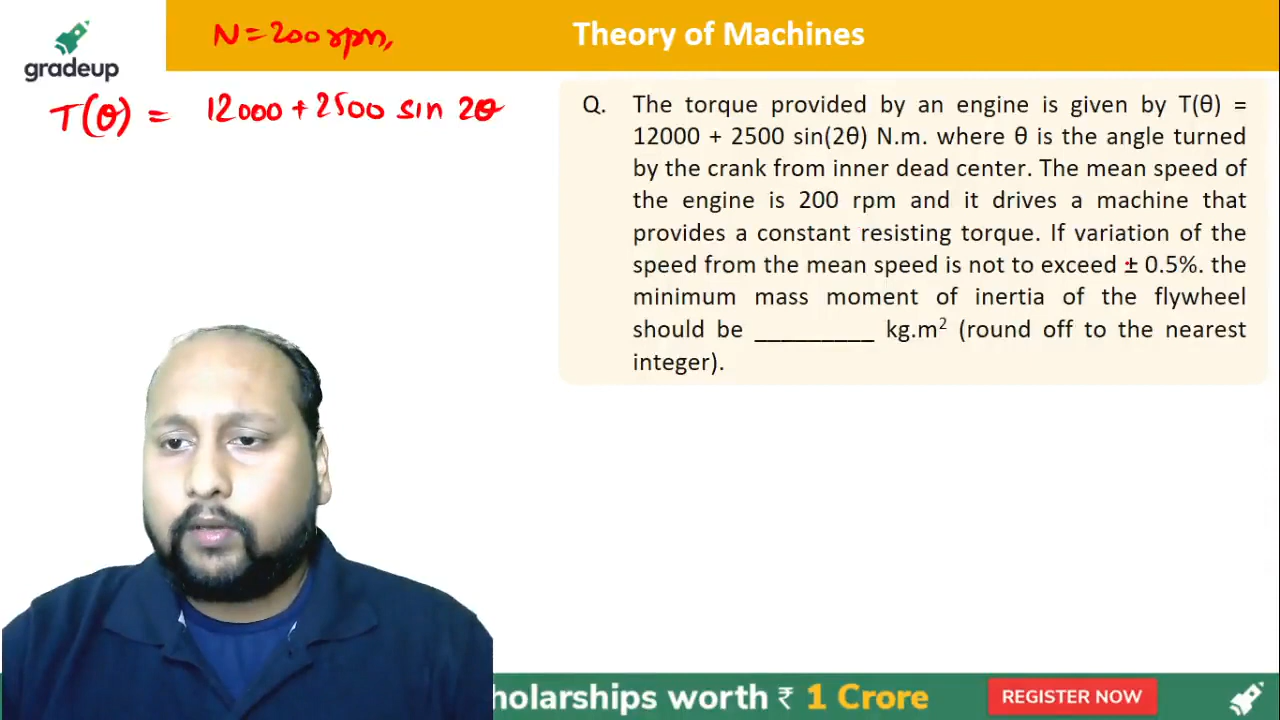 gradeup
N = 200 rpm,
Theory of Machines
T(θ) = 12000 + 2500 sin 2θ
Q. The torque provided by an engine is given by T(θ) =
12000 + 2500 sin(2θ) N.m. where θ is the angle turned
by the crank from inner dead center. The mean speed of
the engine is 200 rpm and it drives a machine that
provides a constant resisting torque. If variation of the
speed from the mean speed is not to exceed ± 0.5%. the
minimum mass moment of inertia of the flywheel
should be _________ kg.m² (round off to the nearest
integer).
holarships worth ₹ 1 Crore
REGISTER NOW